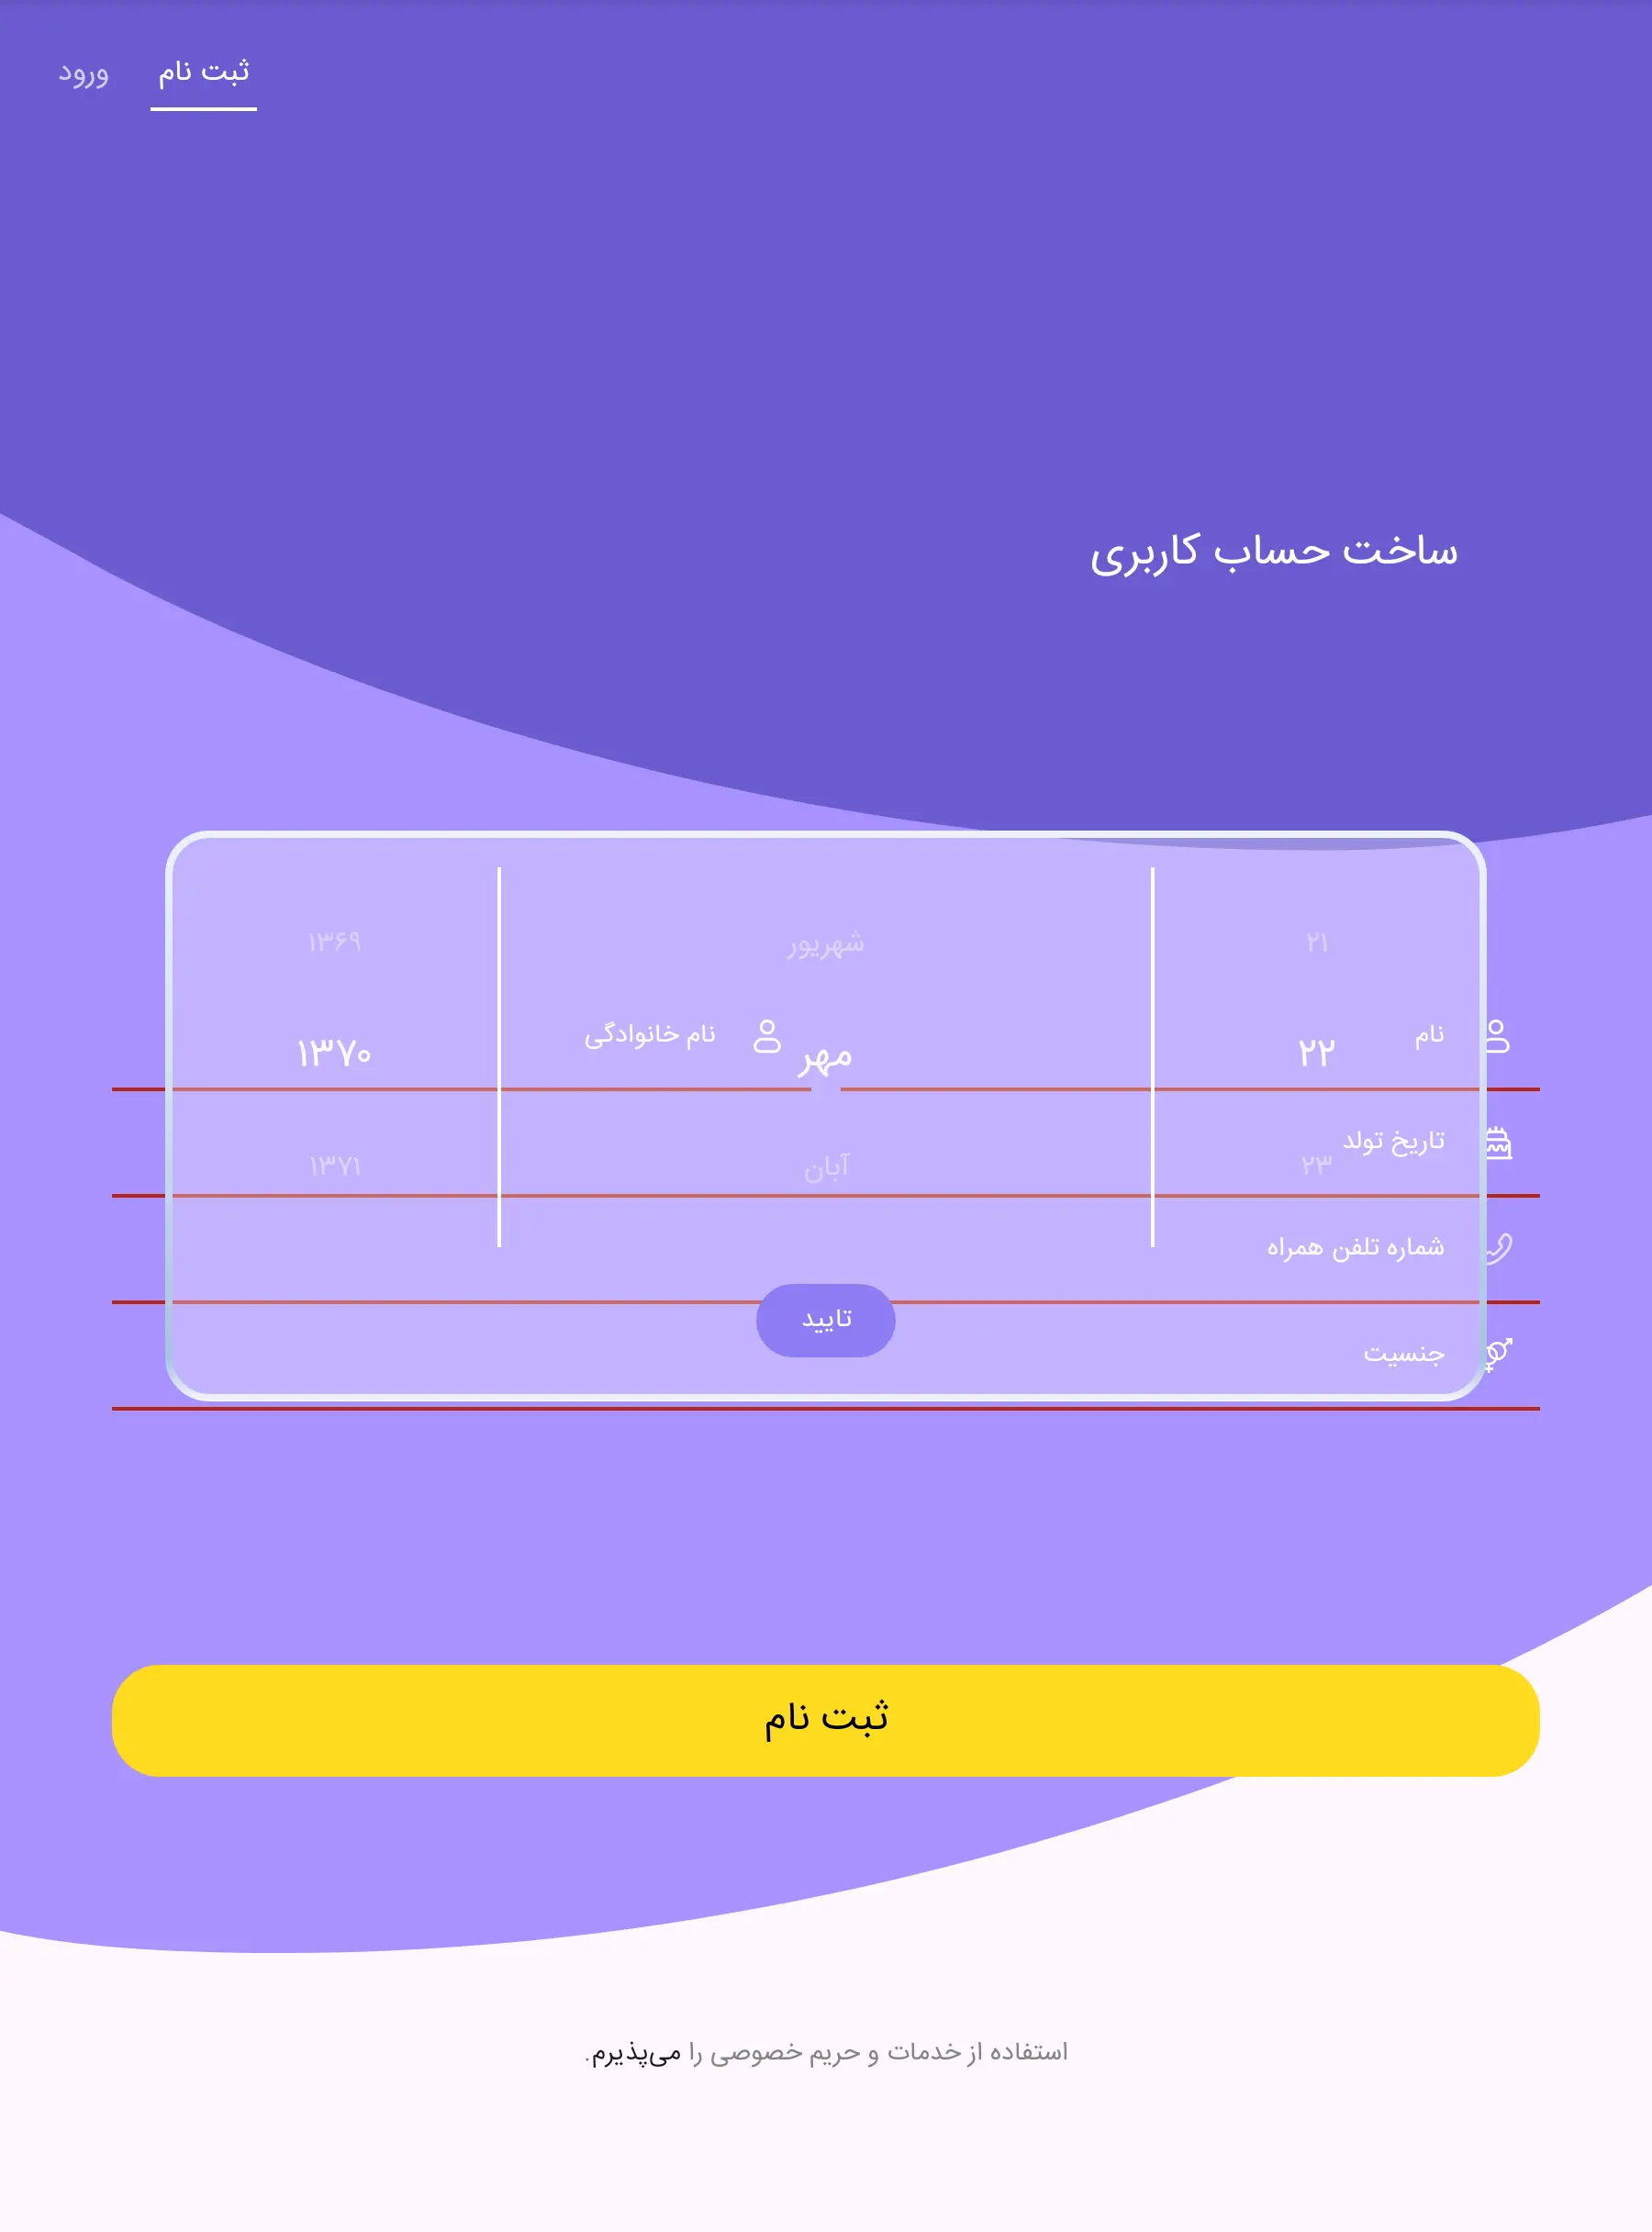 ثبت نام
ورود
ساخت حساب کاربری
۲۱ شهریور ۱۳۶۹
نام
نام خانوادگی
۲۲ مهر ۱۳۷۰
تاریخ تولد
۲۳ آبان ۱۳۷۱
شماره تلفن همراه
تایید
جنسیت
ثبت نام
استفاده از خدمات و حریم خصوصی را می‌پذیرم.